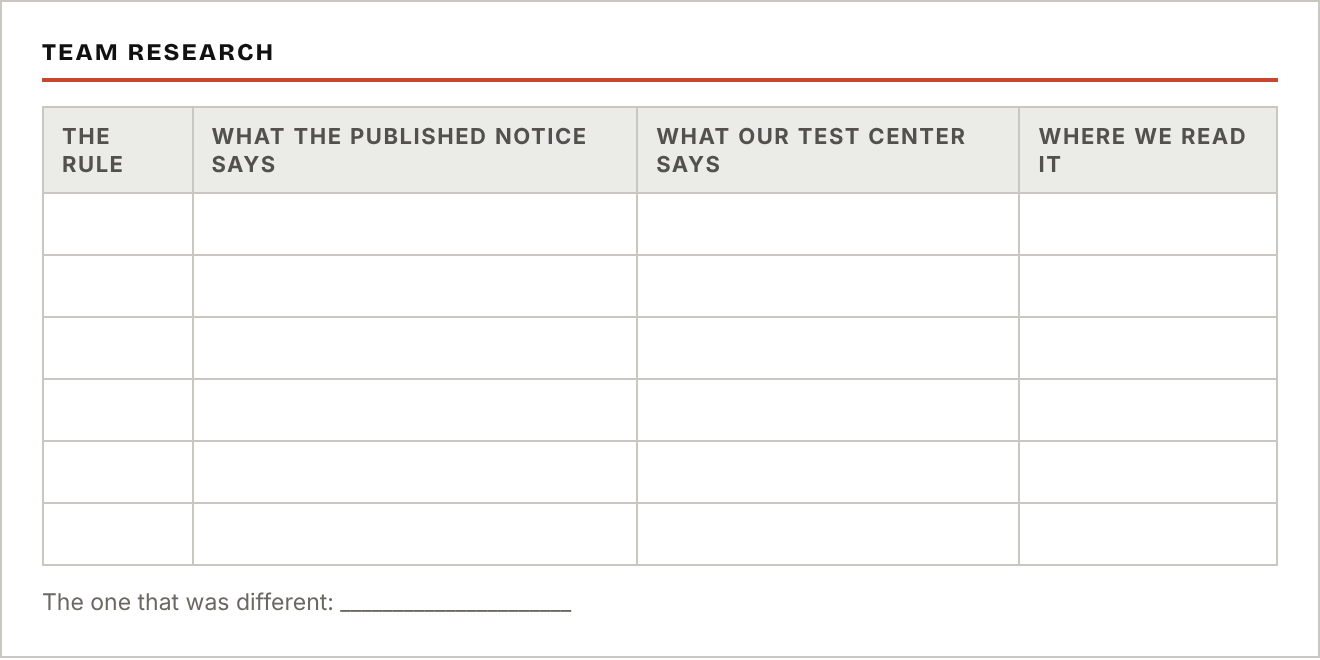 TEAM RESEARCH
THE RULE
WHAT THE PUBLISHED NOTICE SAYS
WHAT OUR TEST CENTER SAYS
WHERE WE READ IT
The one that was different: ______________________